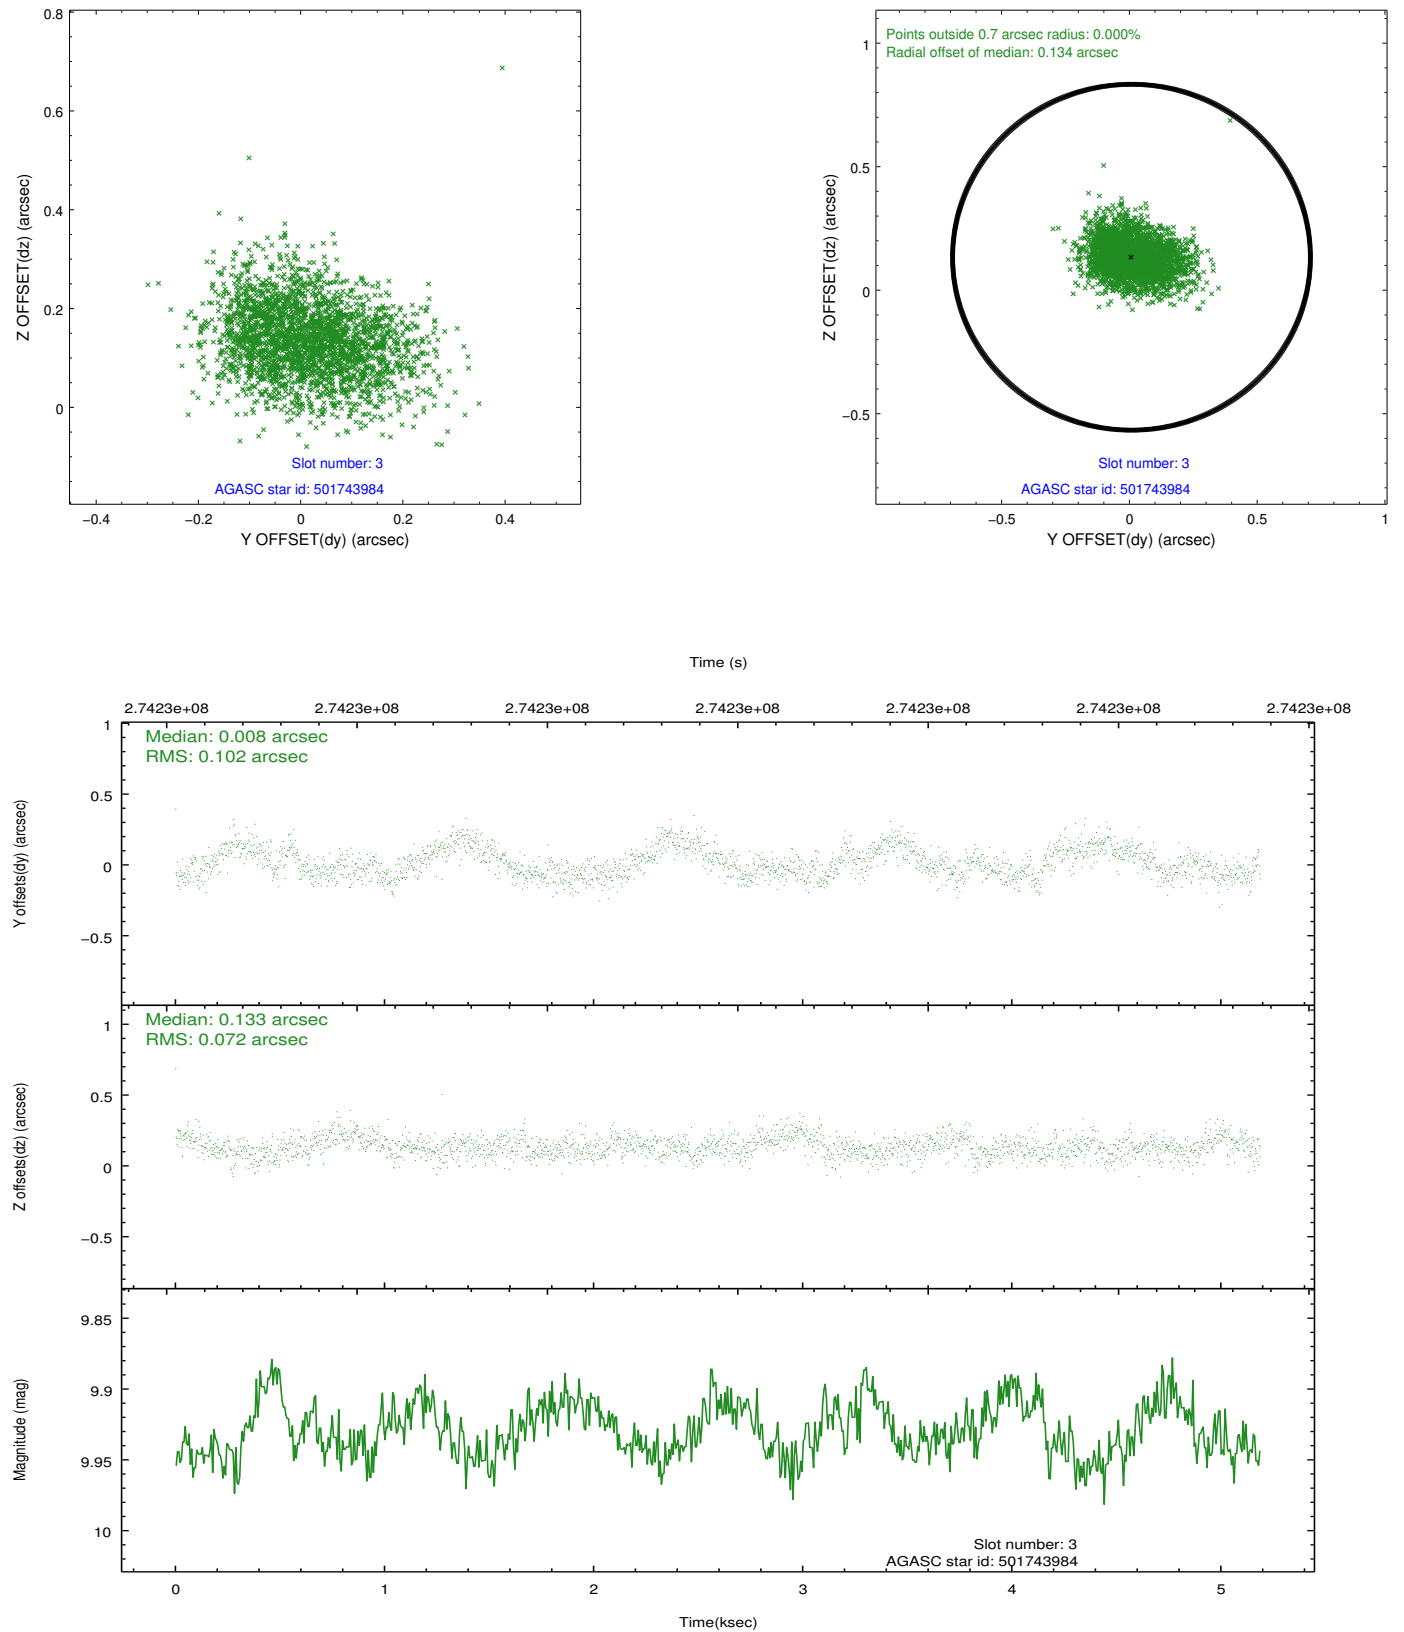 0.8
0.6
0.4
0.2
0
Z OFFSET(dz) (arcsec)
Slot number: 3
AGASC star id: 501743984
−0.4 −0.2 0 0.2 0.4
Y OFFSET(dy) (arcsec)
Points outside 0.7 arcsec radius: 0.000%
Radial offset of median: 0.134 arcsec
1
0.5
0
−0.5
Z OFFSET(dz) (arcsec)
Slot number: 3
AGASC star id: 501743984
−0.5 0 0.5 1
Y OFFSET(dy) (arcsec)
Time (s)
2.7423e+08 2.7423e+08 2.7423e+08 2.7423e+08 2.7423e+08 2.7423e+08 2.7423e+08
Median: 0.008 arcsec
RMS: 0.102 arcsec
1
0.5
0
−0.5
Y offsets(dy) (arcsec)
Median: 0.133 arcsec
RMS: 0.072 arcsec
1
0.5
0
−0.5
Z offsets(dz) (arcsec)
9.85
9.9
9.95
10
Magnitude (mag)
Slot number: 3
AGASC star id: 501743984
0 1 2 3 4 5
Time(ksec)